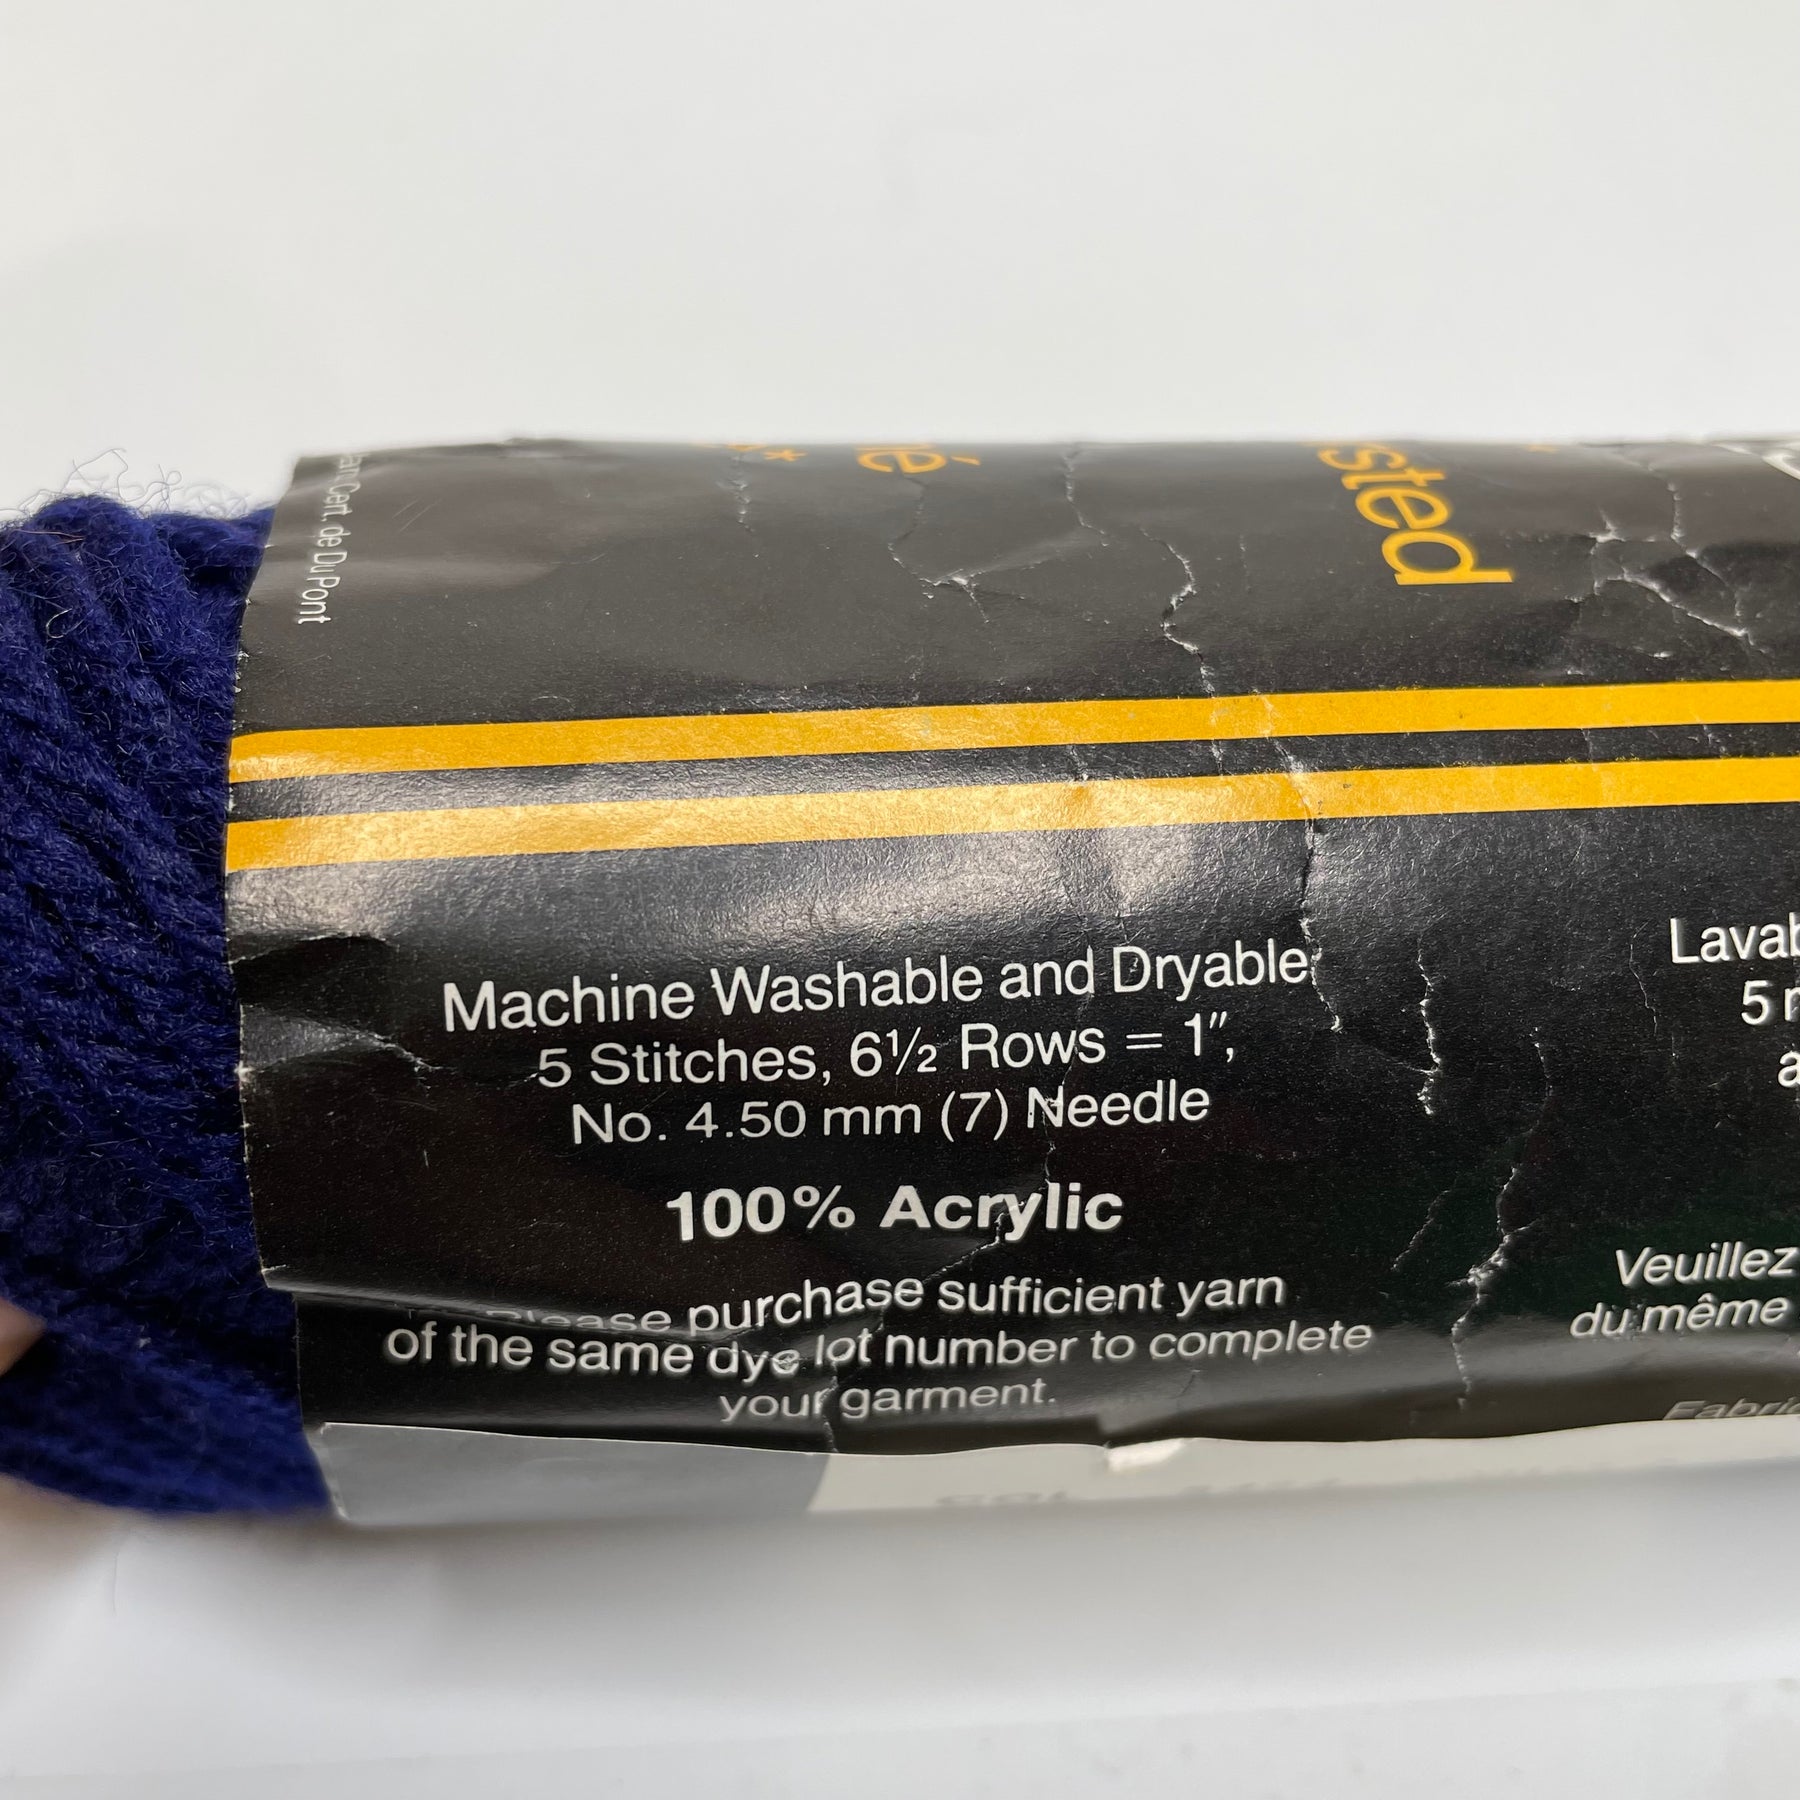 Cert. de Du Pont
Machine Washable and Dryable
5 Stitches, 6½ Rows = 1″,
No. 4.50 mm (7) Needle
100% Acrylic
Please purchase sufficient yarn
of the same dye lot number to complete
your garment.
5
Veuillez
du même